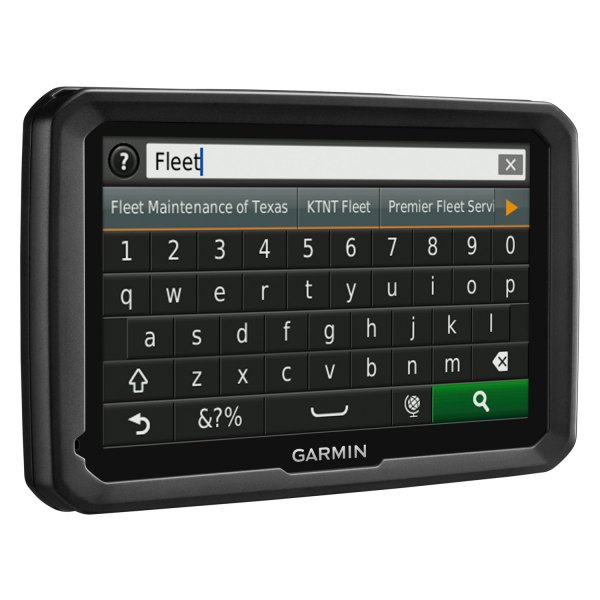 ? Fleet
Fleet Maintenance of Texas KTNT Fleet Premier Fleet Servi
1 2 3 4 5 6 7 8 9 0
q w e r t y u i o p
a s d f g h j k l
z x c v b n m
&?%
GARMIN